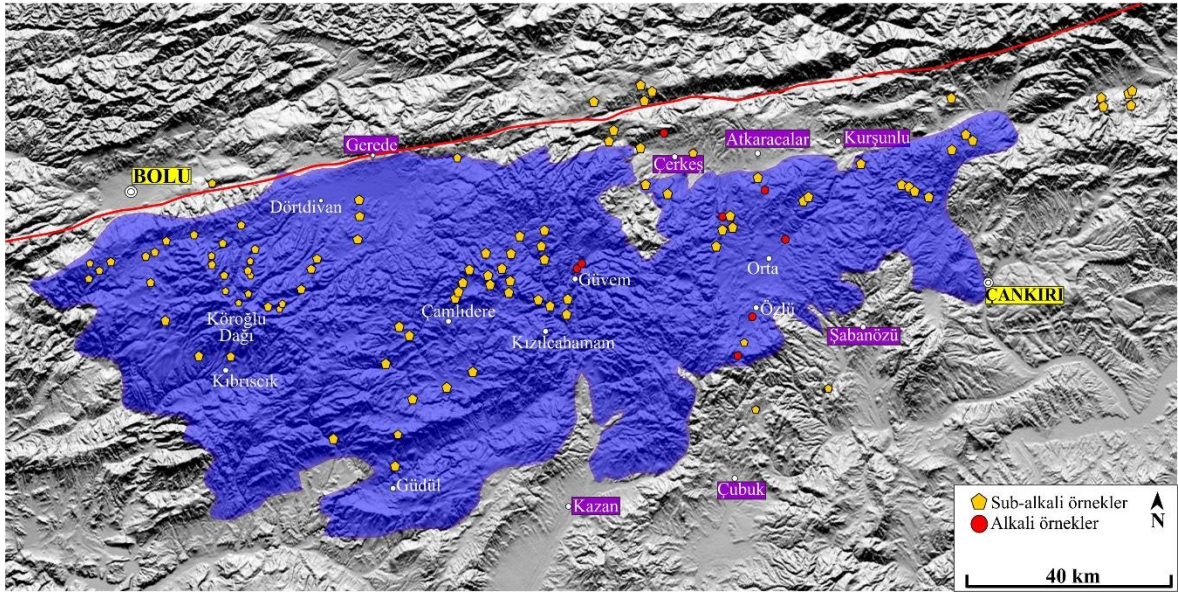 Gerede
Atkaracalar
Kurşunlu
Çerkeş
BOLU
Dörtdivan
Orta
Güvem
ÇANKIRI
Çamlıdere
Özlü
Köroğlu
Dağı
Kızılcahamam
Şabanözü
Kıbrıscık
Güdül
Çubuk
Kazan
Sub-alkali örnekler
Alkali örnekler
N
40 km